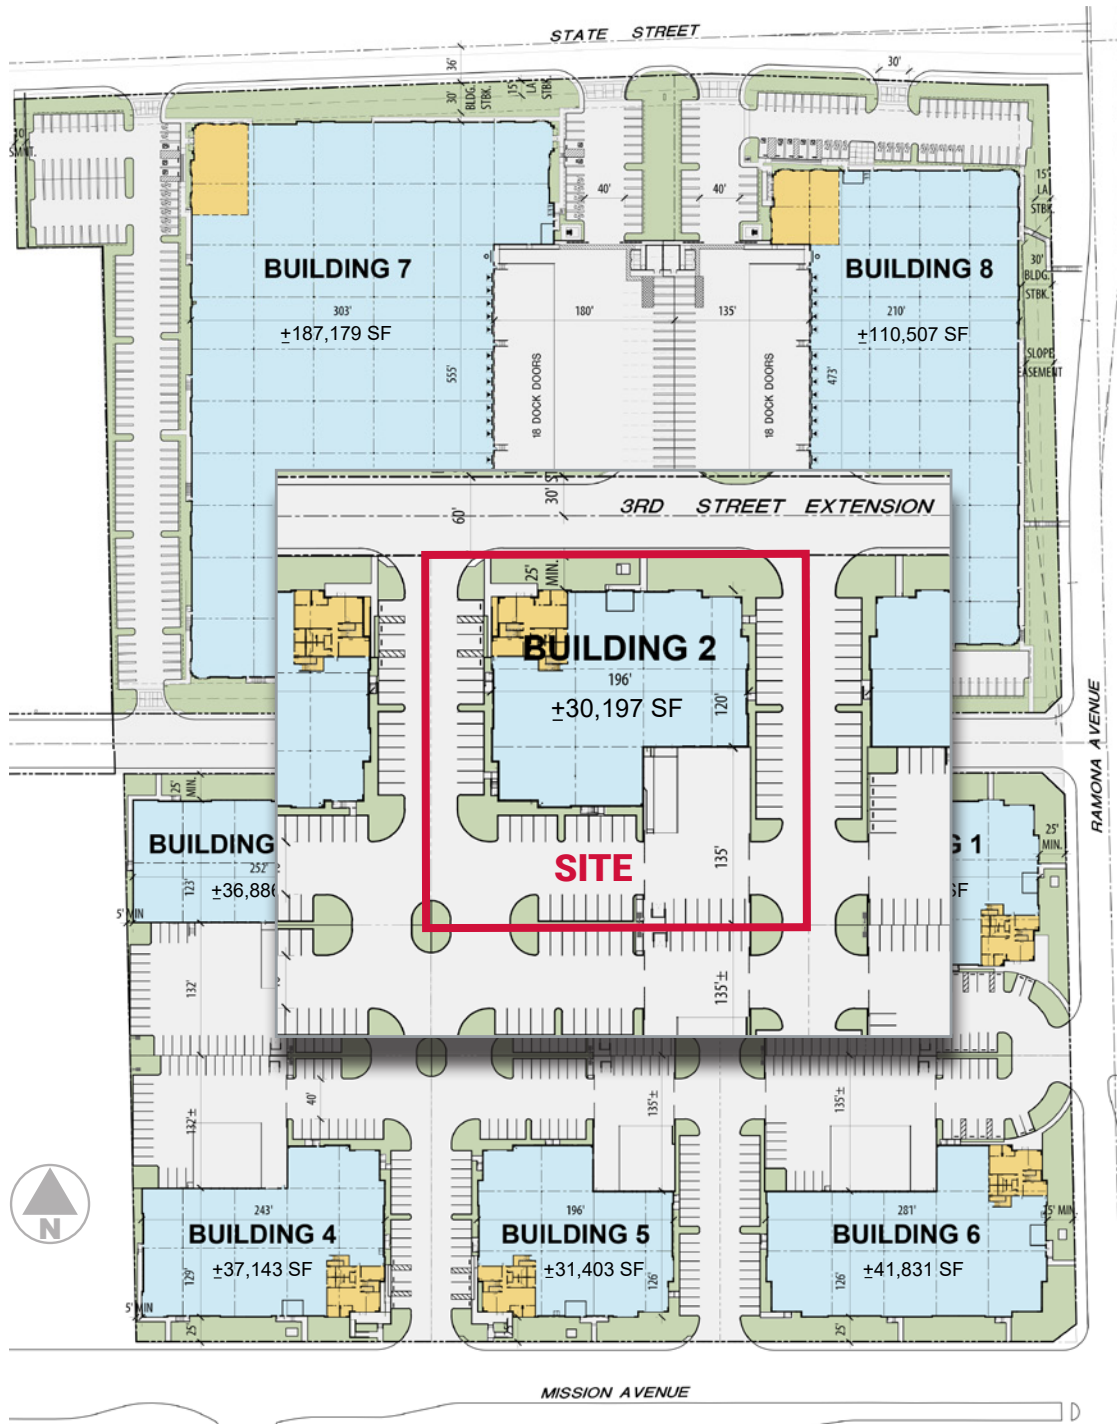 STATE STREET
36'
30'
BLDG.
STBK.
15'
LA
STBK.
30'
SMNT.
40'
40'
15'
LA
STBK.
30'
BLDG.
STBK.
BUILDING 7
303'
±187,179 SF
555'
180'
135'
18 DOCK DOORS
18 DOCK DOORS
BUILDING 8
210'
±110,507 SF
473'
SLOPE
EASEMENT
60'
30'
3RD STREET EXTENSION
25'
MIN.
BUILDING 2
196'
±30,197 SF
120'
SITE
135'
135'±
RAMONA AVENUE
25'
MIN.
BUILDING
252'
±36,886
123'
5' MIN
G 1
SF
25'
MIN.
132'
132'±
40'
135'±
135'±
N
243'
BUILDING 4
±37,143 SF
129'
5' MIN
25'
196'
BUILDING 5
±31,403 SF
126'
281'
BUILDING 6
±41,831 SF
126'
5' MIN
25'
MISSION AVENUE